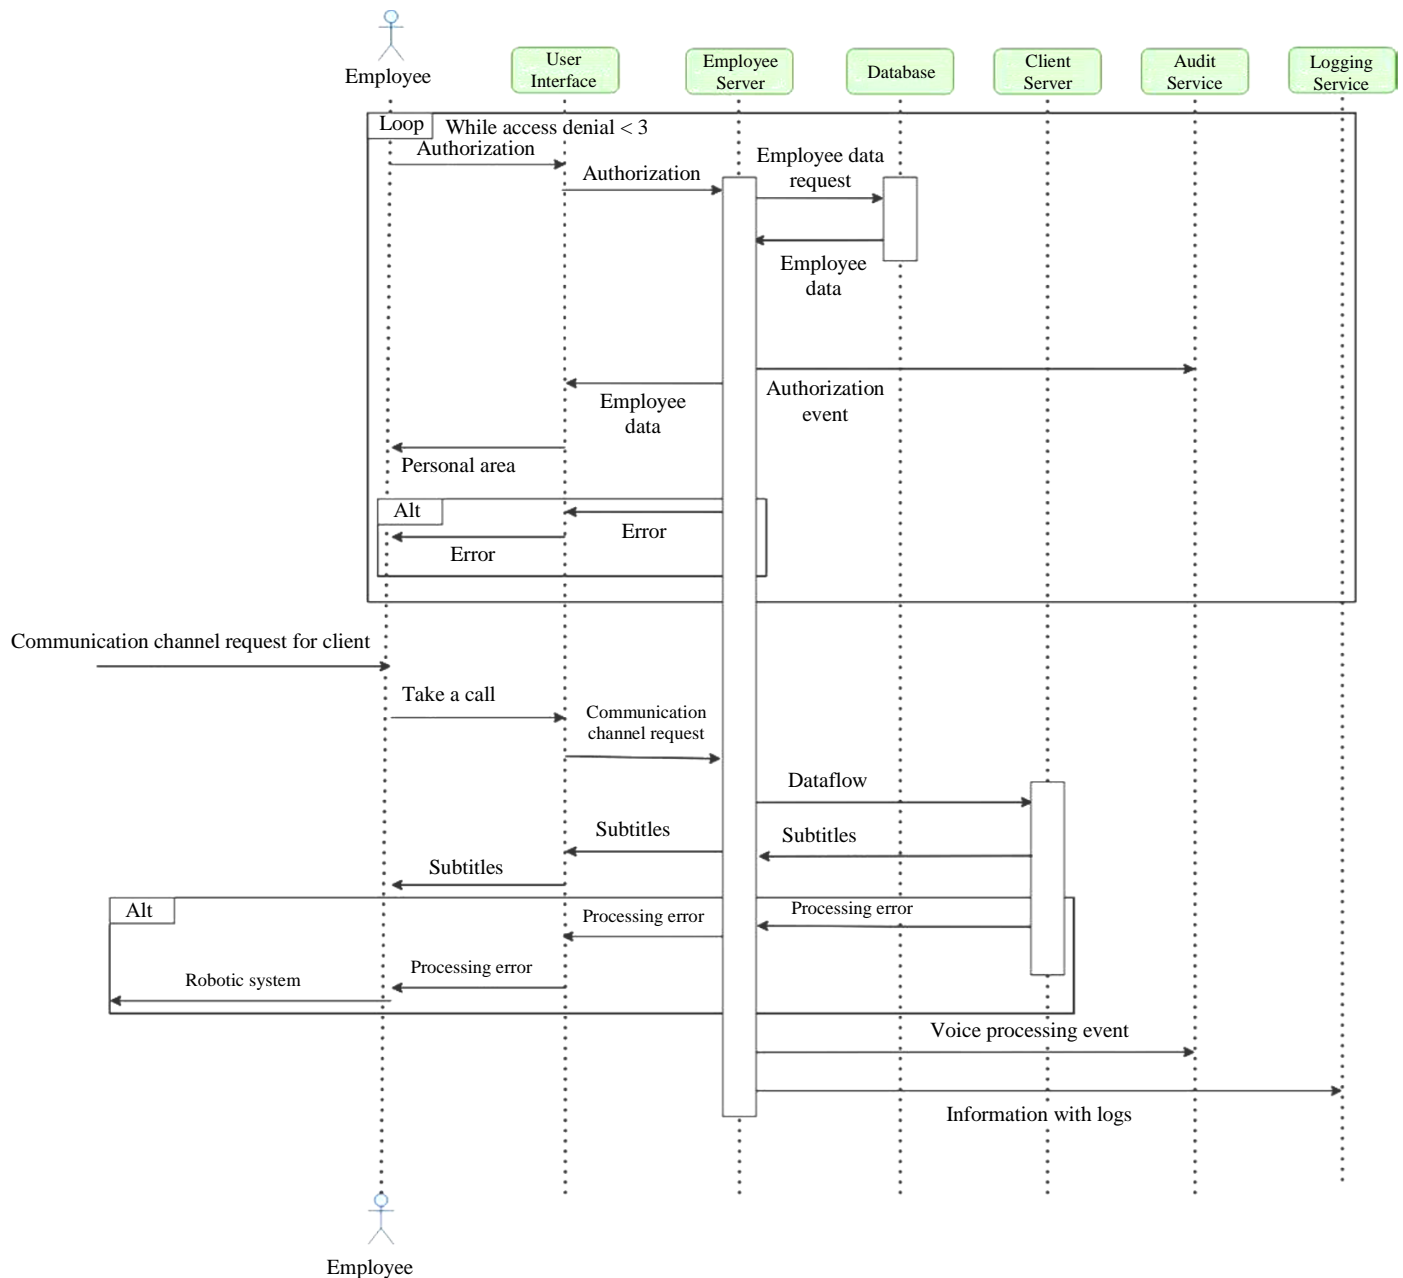 Employee
User
Interface
Employee
Server
Database
Client
Server
Audit
Service
Logging
Service
Loop
While access denial < 3
Authorization
Authorization
Employee data
request
Employee
data
Authorization
event
Employee
data
Personal area
Alt
Error
Error
Communication channel request for client
Take a call
Communication
channel request
Dataflow
Subtitles
Subtitles
Subtitles
Alt
Processing error
Processing error
Processing error
Robotic system
Voice processing event
Information with logs
Employee